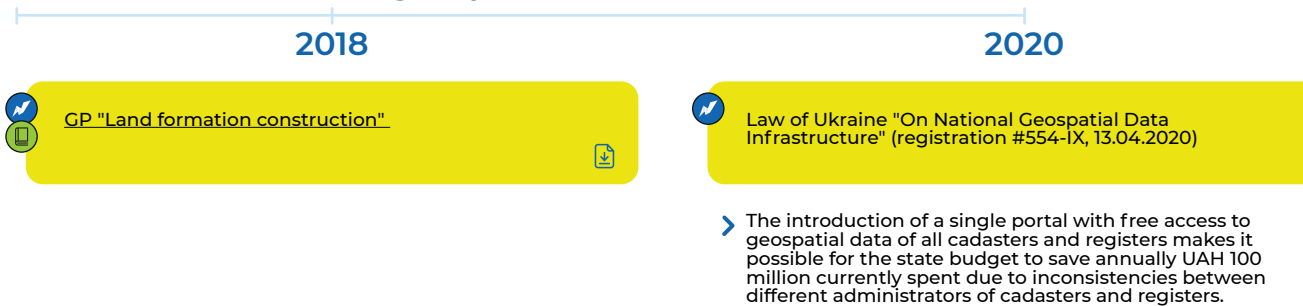 2018
2020
GP "Land formation construction"
Law of Ukraine "On National Geospatial Data
Infrastructure" (registration #554-IX, 13.04.2020)
The introduction of a single portal with free access to
geospatial data of all cadasters and registers makes it
possible for the state budget to save annually UAH 100
million currently spent due to inconsistencies between
different administrators of cadasters and registers.